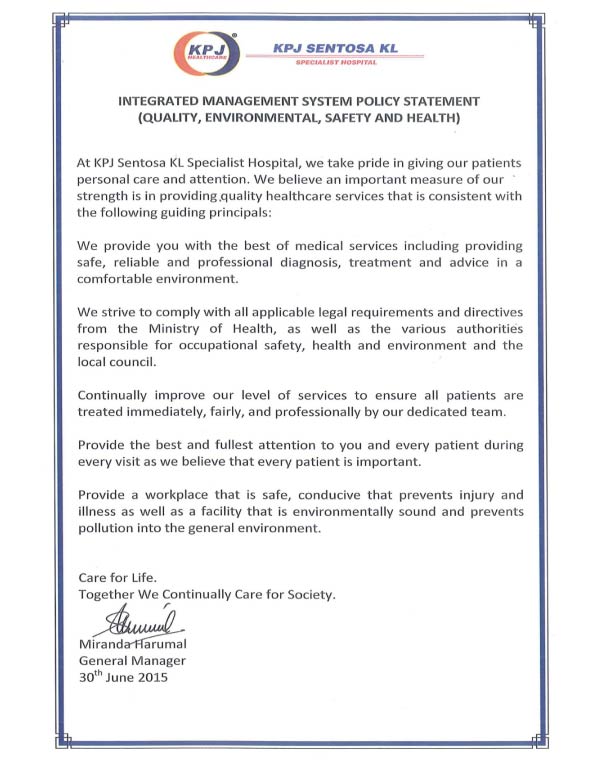 KPJ
HEALTHCARE
®
KPJ SENTOSA KL
SPECIALIST HOSPITAL
INTEGRATED MANAGEMENT SYSTEM POLICY STATEMENT
(QUALITY, ENVIRONMENTAL, SAFETY AND HEALTH)
At KPJ Sentosa KL Specialist Hospital, we take pride in giving our patients
personal care and attention. We believe an important measure of our
strength is in providing quality healthcare services that is consistent with
the following guiding principals:
We provide you with the best of medical services including providing
safe, reliable and professional diagnosis, treatment and advice in a
comfortable environment.
We strive to comply with all applicable legal requirements and directives
from the Ministry of Health, as well as the various authorities
responsible for occupational safety, health and environment and the
local council.
Continually improve our level of services to ensure all patients are
treated immediately, fairly, and professionally by our dedicated team.
Provide the best and fullest attention to you and every patient during
every visit as we believe that every patient is important.
Provide a workplace that is safe, conducive that prevents injury and
illness as well as a facility that is environmentally sound and prevents
pollution into the general environment.
Care for Life.
Together We Continually Care for Society.
Miranda Harumal
General Manager
30th June 2015